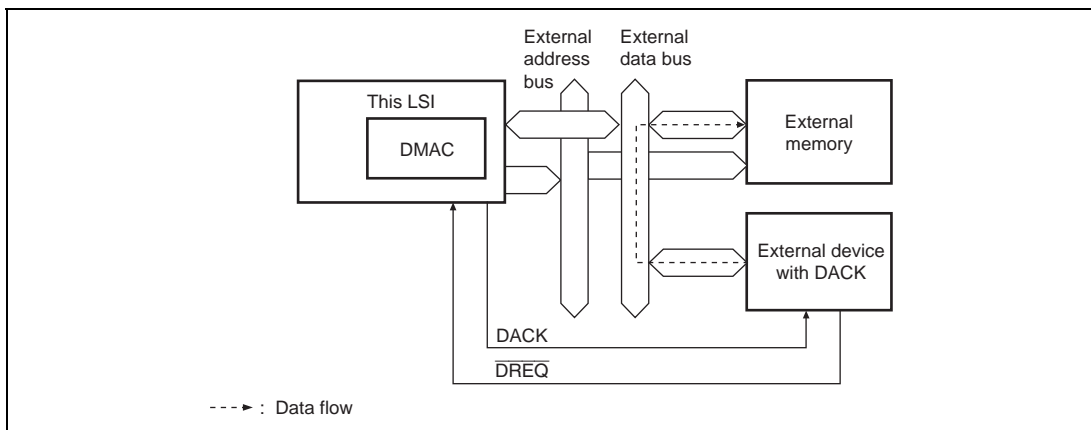 External
address
bus
External
data bus
This LSI
DMAC
External
memory
External device
with DACK
DACK
DREQ
: Data flow